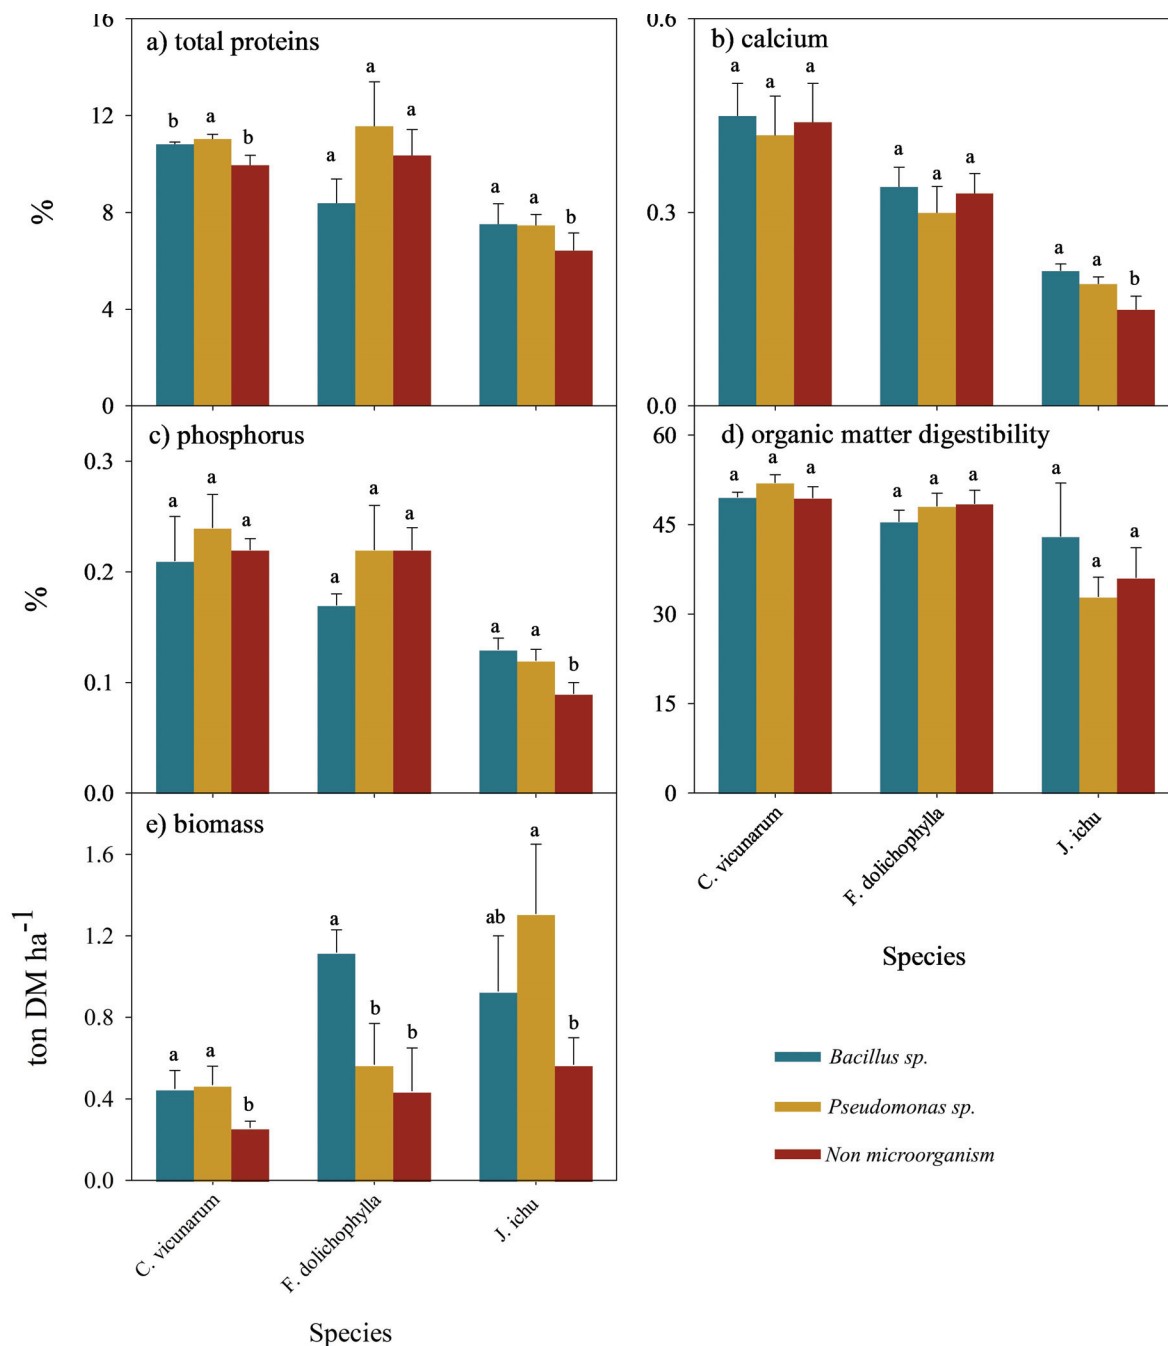 16
a) total proteins
a
a
b
a
b
12
a
a
a
b
8
4
0
%
0.6
b) calcium
a
a
a
a
a
a
0.3
a
a
b
0.0
c) phosphorus
0.3
a
a
a
a
a
0.2
a
a
a
b
0.1
0.0
%
60
d) organic matter digestibility
a
a
a
a
a
a
a
45
a
a
30
15
0
C. vicunarum
F. dolichophylla
J. ichu
Species
e) biomass
1.6
a
1.2
a
ab
0.8
b
b
b
a
a
0.4
b
0.0
ton DM ha-1
C. vicunarum
F. dolichophylla
J. ichu
Species
Bacillus sp.
Pseudomonas sp.
Non microorganism